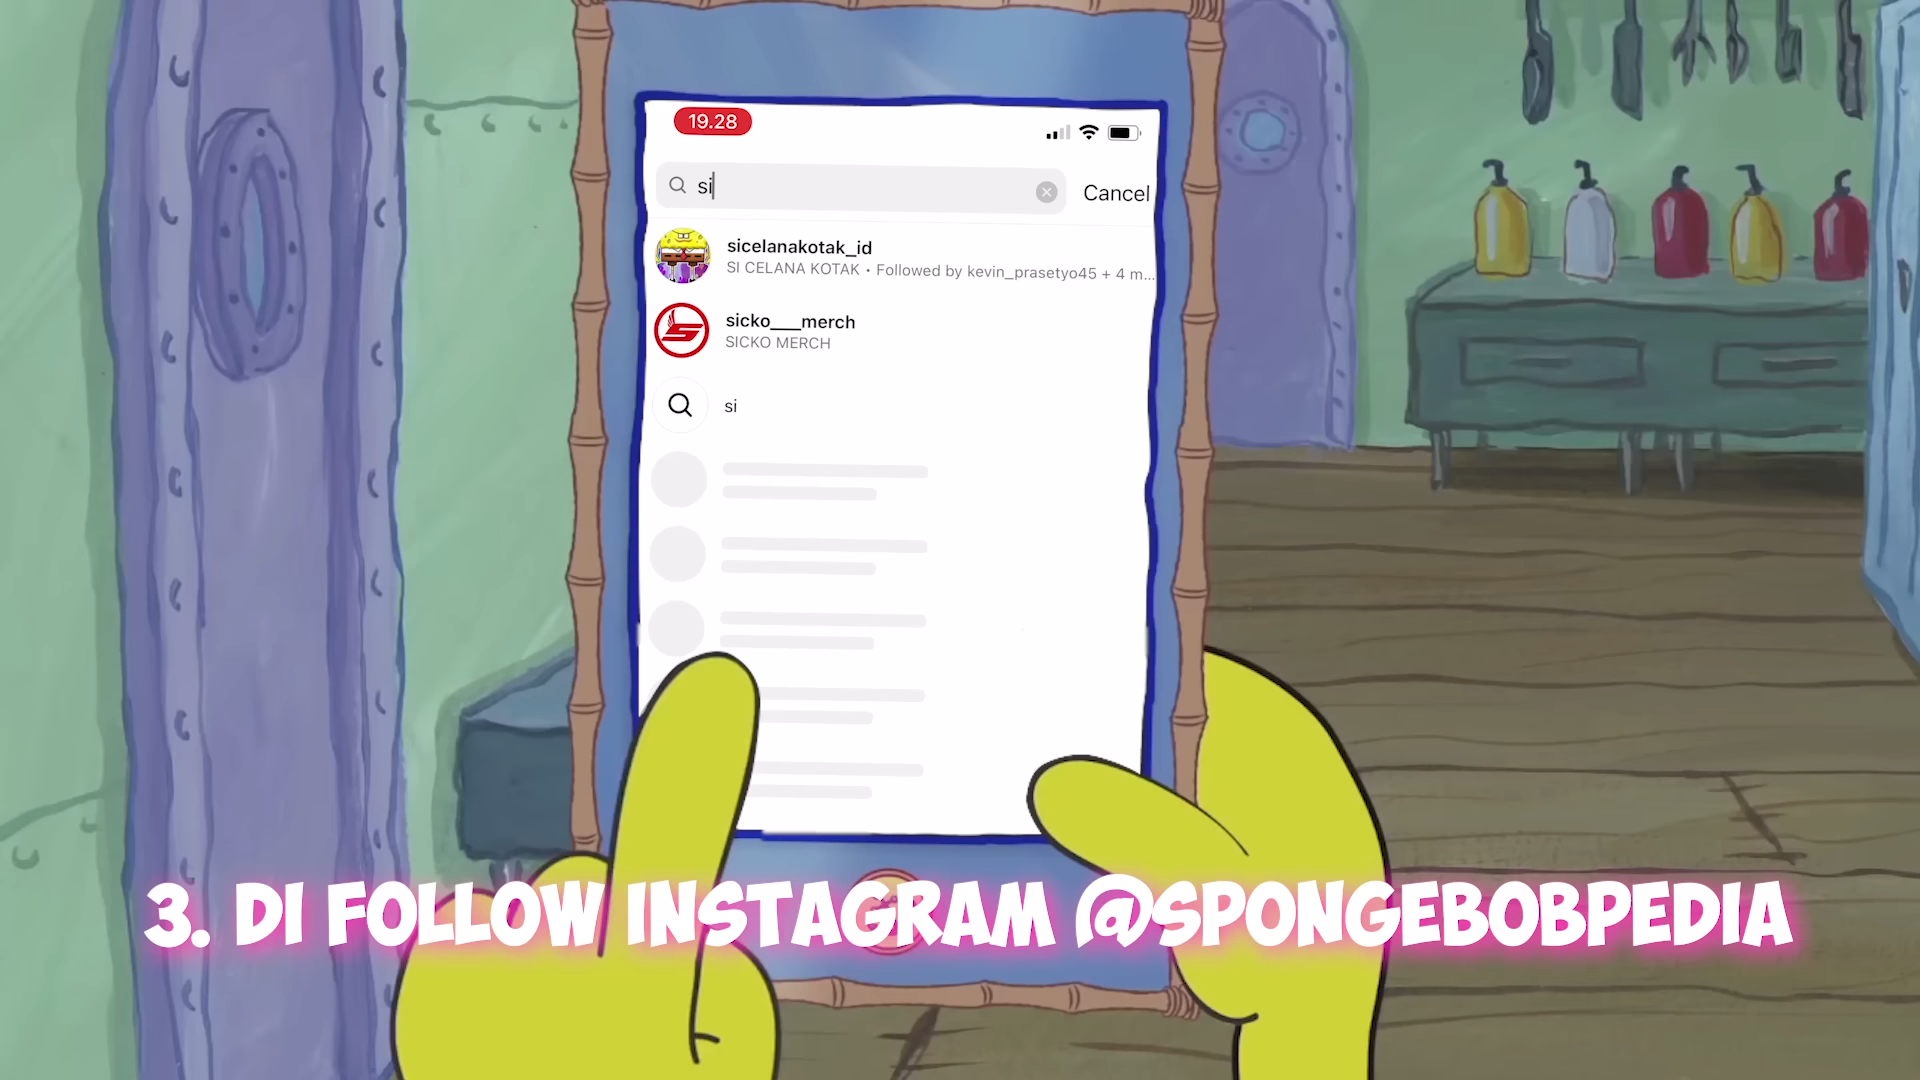 19.28
si
Cancel
sicelanakotak_id
SI CELANA KOTAK • Followed by kevin_prasetyo45 + 4 m...
sicko___merch
SICKO MERCH
si
3. DI FOLLOW INSTAGRAM @SPONGEBOBPEDIA